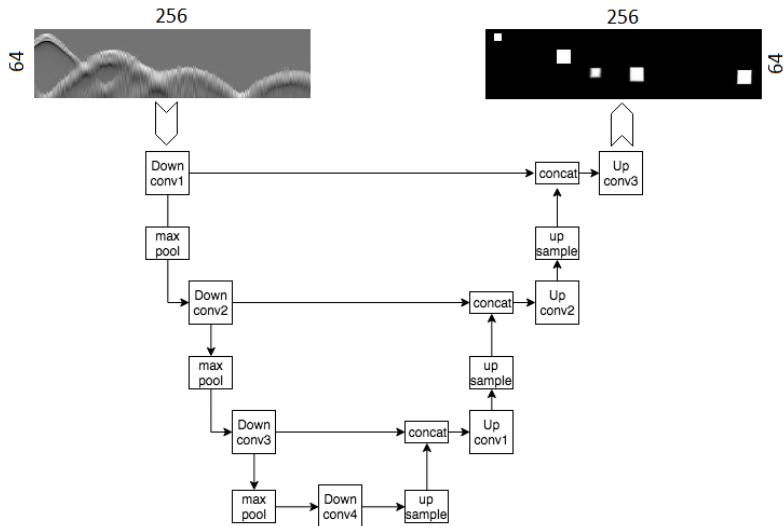 256
256
64
64
Down
conv1
concat
Up
conv3
max
pool
up
sample
Down
conv2
concat
Up
conv2
max
pool
up
sample
Down
conv3
concat
Up
conv1
max
pool
Down
conv4
up
sample